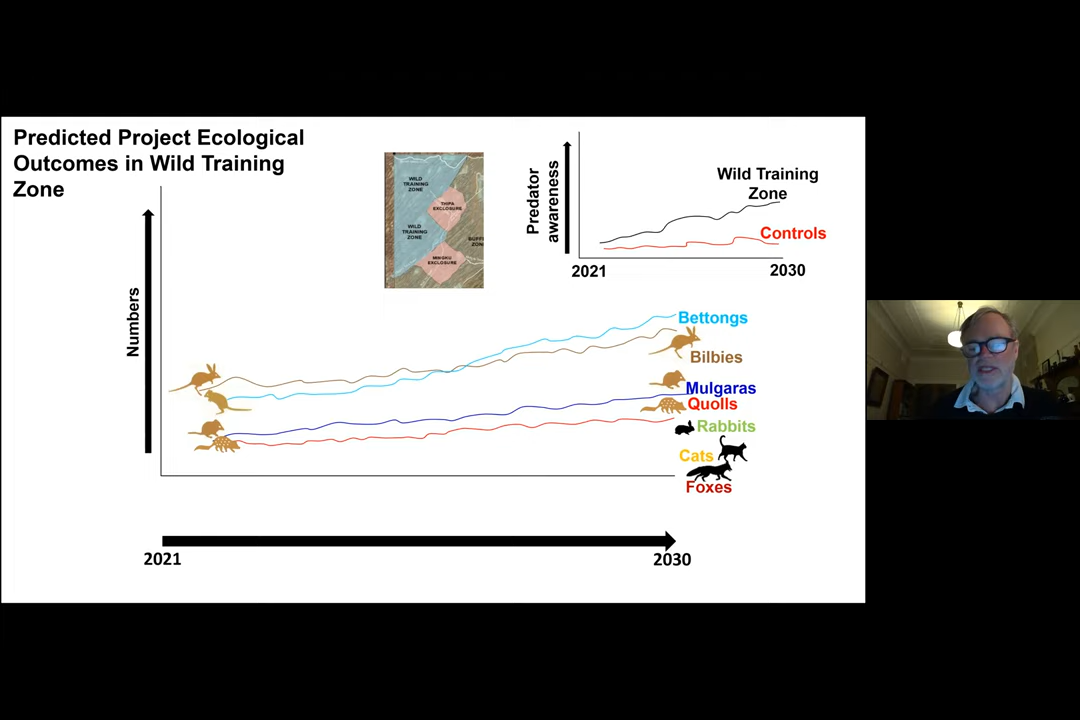 Predicted Project Ecological
Outcomes in Wild Training
Zone
WILD
TRAINING
ZONE
THIPA
EXCLOSURE
WILD
TRAINING
ZONE
MINGKU
EXCLOSURE
Predator
awareness
Wild Training
Zone
Controls
2021
2030
Numbers
Bettongs
Bilbies
Mulgaras
Quolls
Rabbits
Cats
Foxes
2021
2030